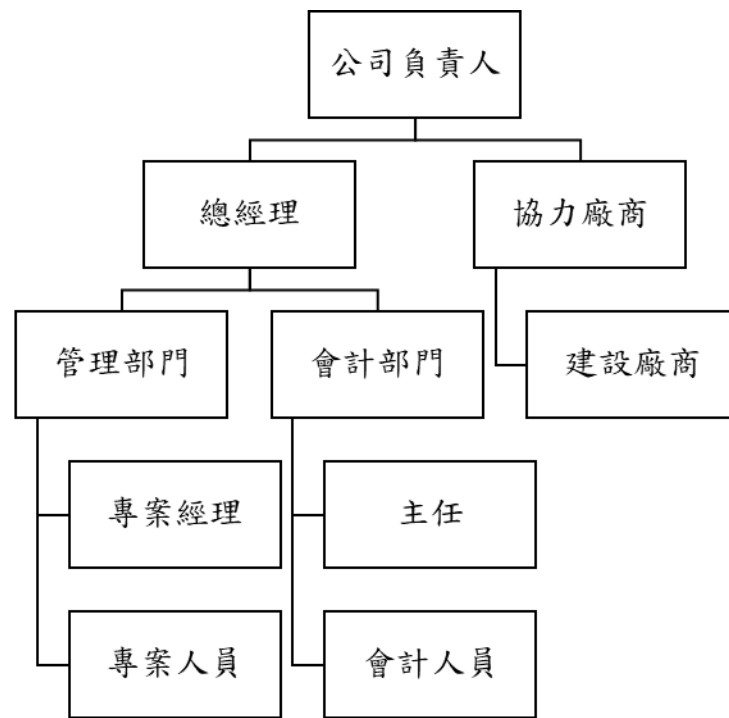 公司負責人
總經理
協力廠商
管理部門
會計部門
建設廠商
專案經理
主任
專案人員
會計人員